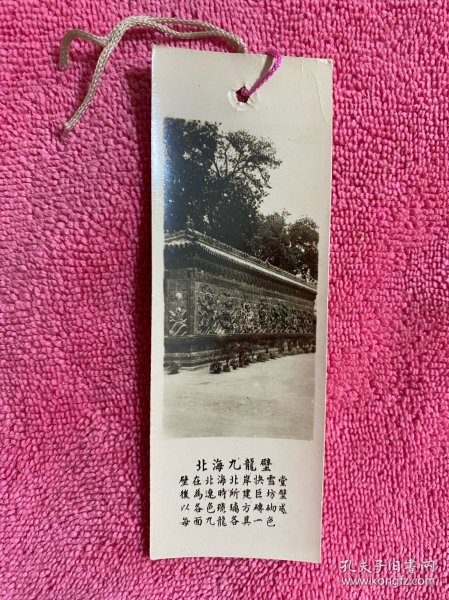 北海九龍壁
壁在北海北岸快雪堂
後為遼時所建巨坊壁
以各色琉璃方磚砌成
每面九龍各具一色
孔夫子旧书网
www.kongfz.com